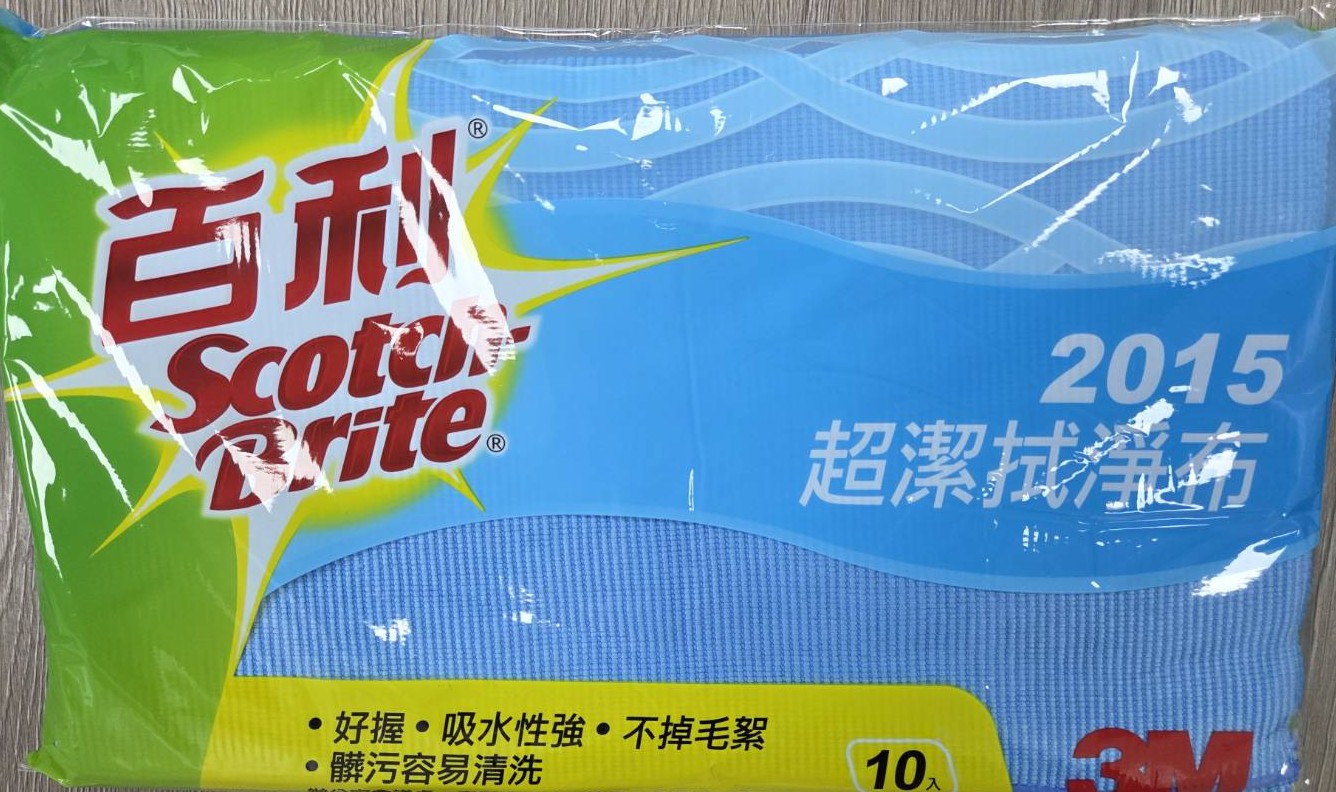 百利®
Scotch-
Brite®
2015
超潔拭淨布
•好握•吸水性強•不掉毛絮
•髒污容易清洗
10入
3M